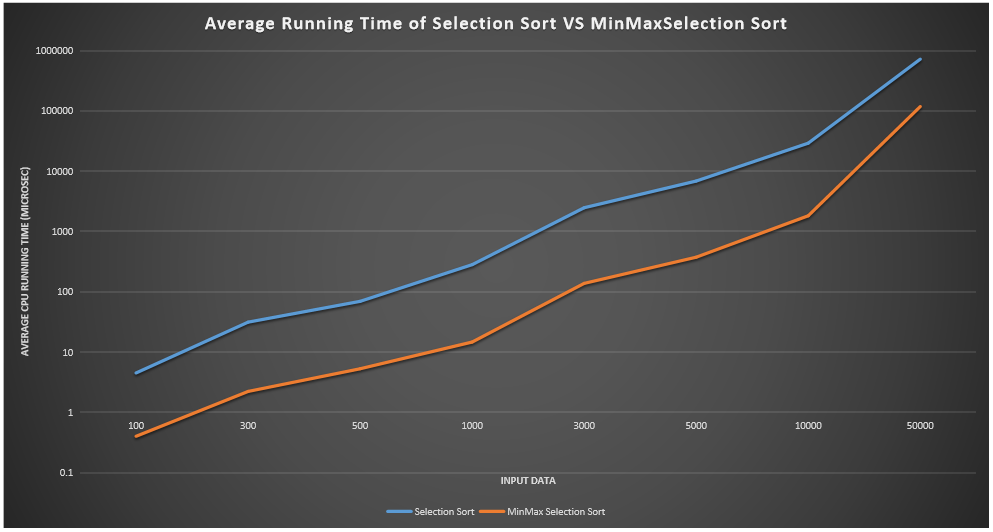 Average Running Time of Selection Sort VS MinMaxSelection Sort
1000000
100000
10000
1000
100
10
1
0.1
AVERAGE CPU RUNNING TIME (MICROSEC)
100 300 500 1000 3000 5000 10000 50000
INPUT DATA
Selection Sort MinMax Selection Sort